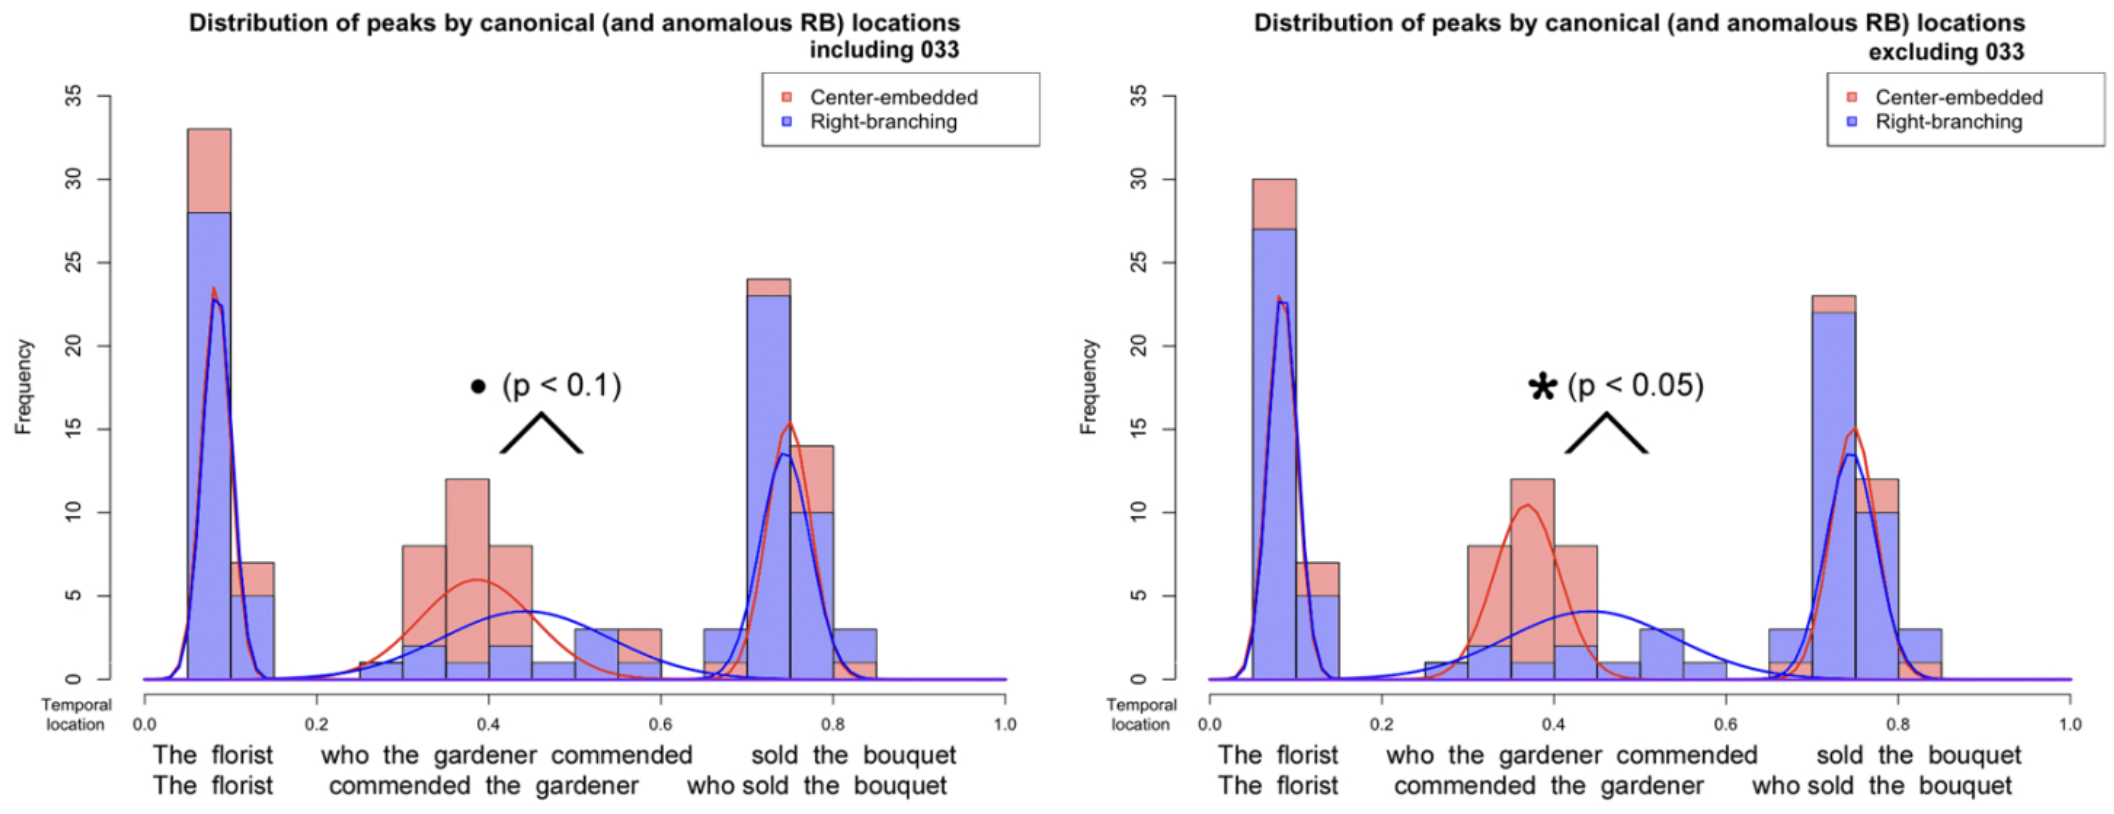 Distribution of peaks by canonical (and anomalous RB) locations
including 033
Center-embedded
Right-branching
35
30
25
20
15
10
5
0
Frequency
• (p < 0.1)
Temporal
location
0.0 0.2 0.4 0.6 0.8 1.0
The florist who the gardener commended sold the bouquet
The florist commended the gardener who sold the bouquet
Distribution of peaks by canonical (and anomalous RB) locations
excluding 033
Center-embedded
Right-branching
35
30
25
20
15
10
5
0
Frequency
* (p < 0.05)
Temporal
location
0.0 0.2 0.4 0.6 0.8 1.0
The florist who the gardener commended sold the bouquet
The florist commended the gardener who sold the bouquet